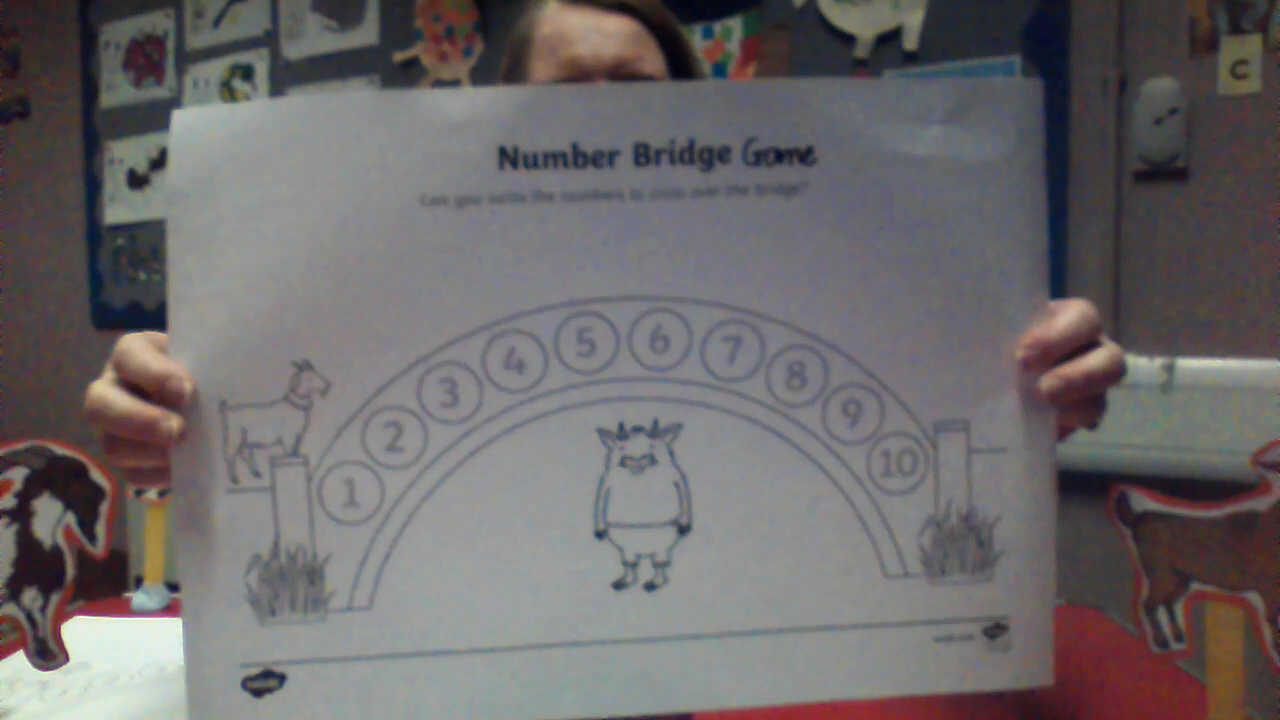 Number Bridge Game
Can you write the numbers to cross over the bridge?
1 2 3 4 5 6 7 8 9 10
C